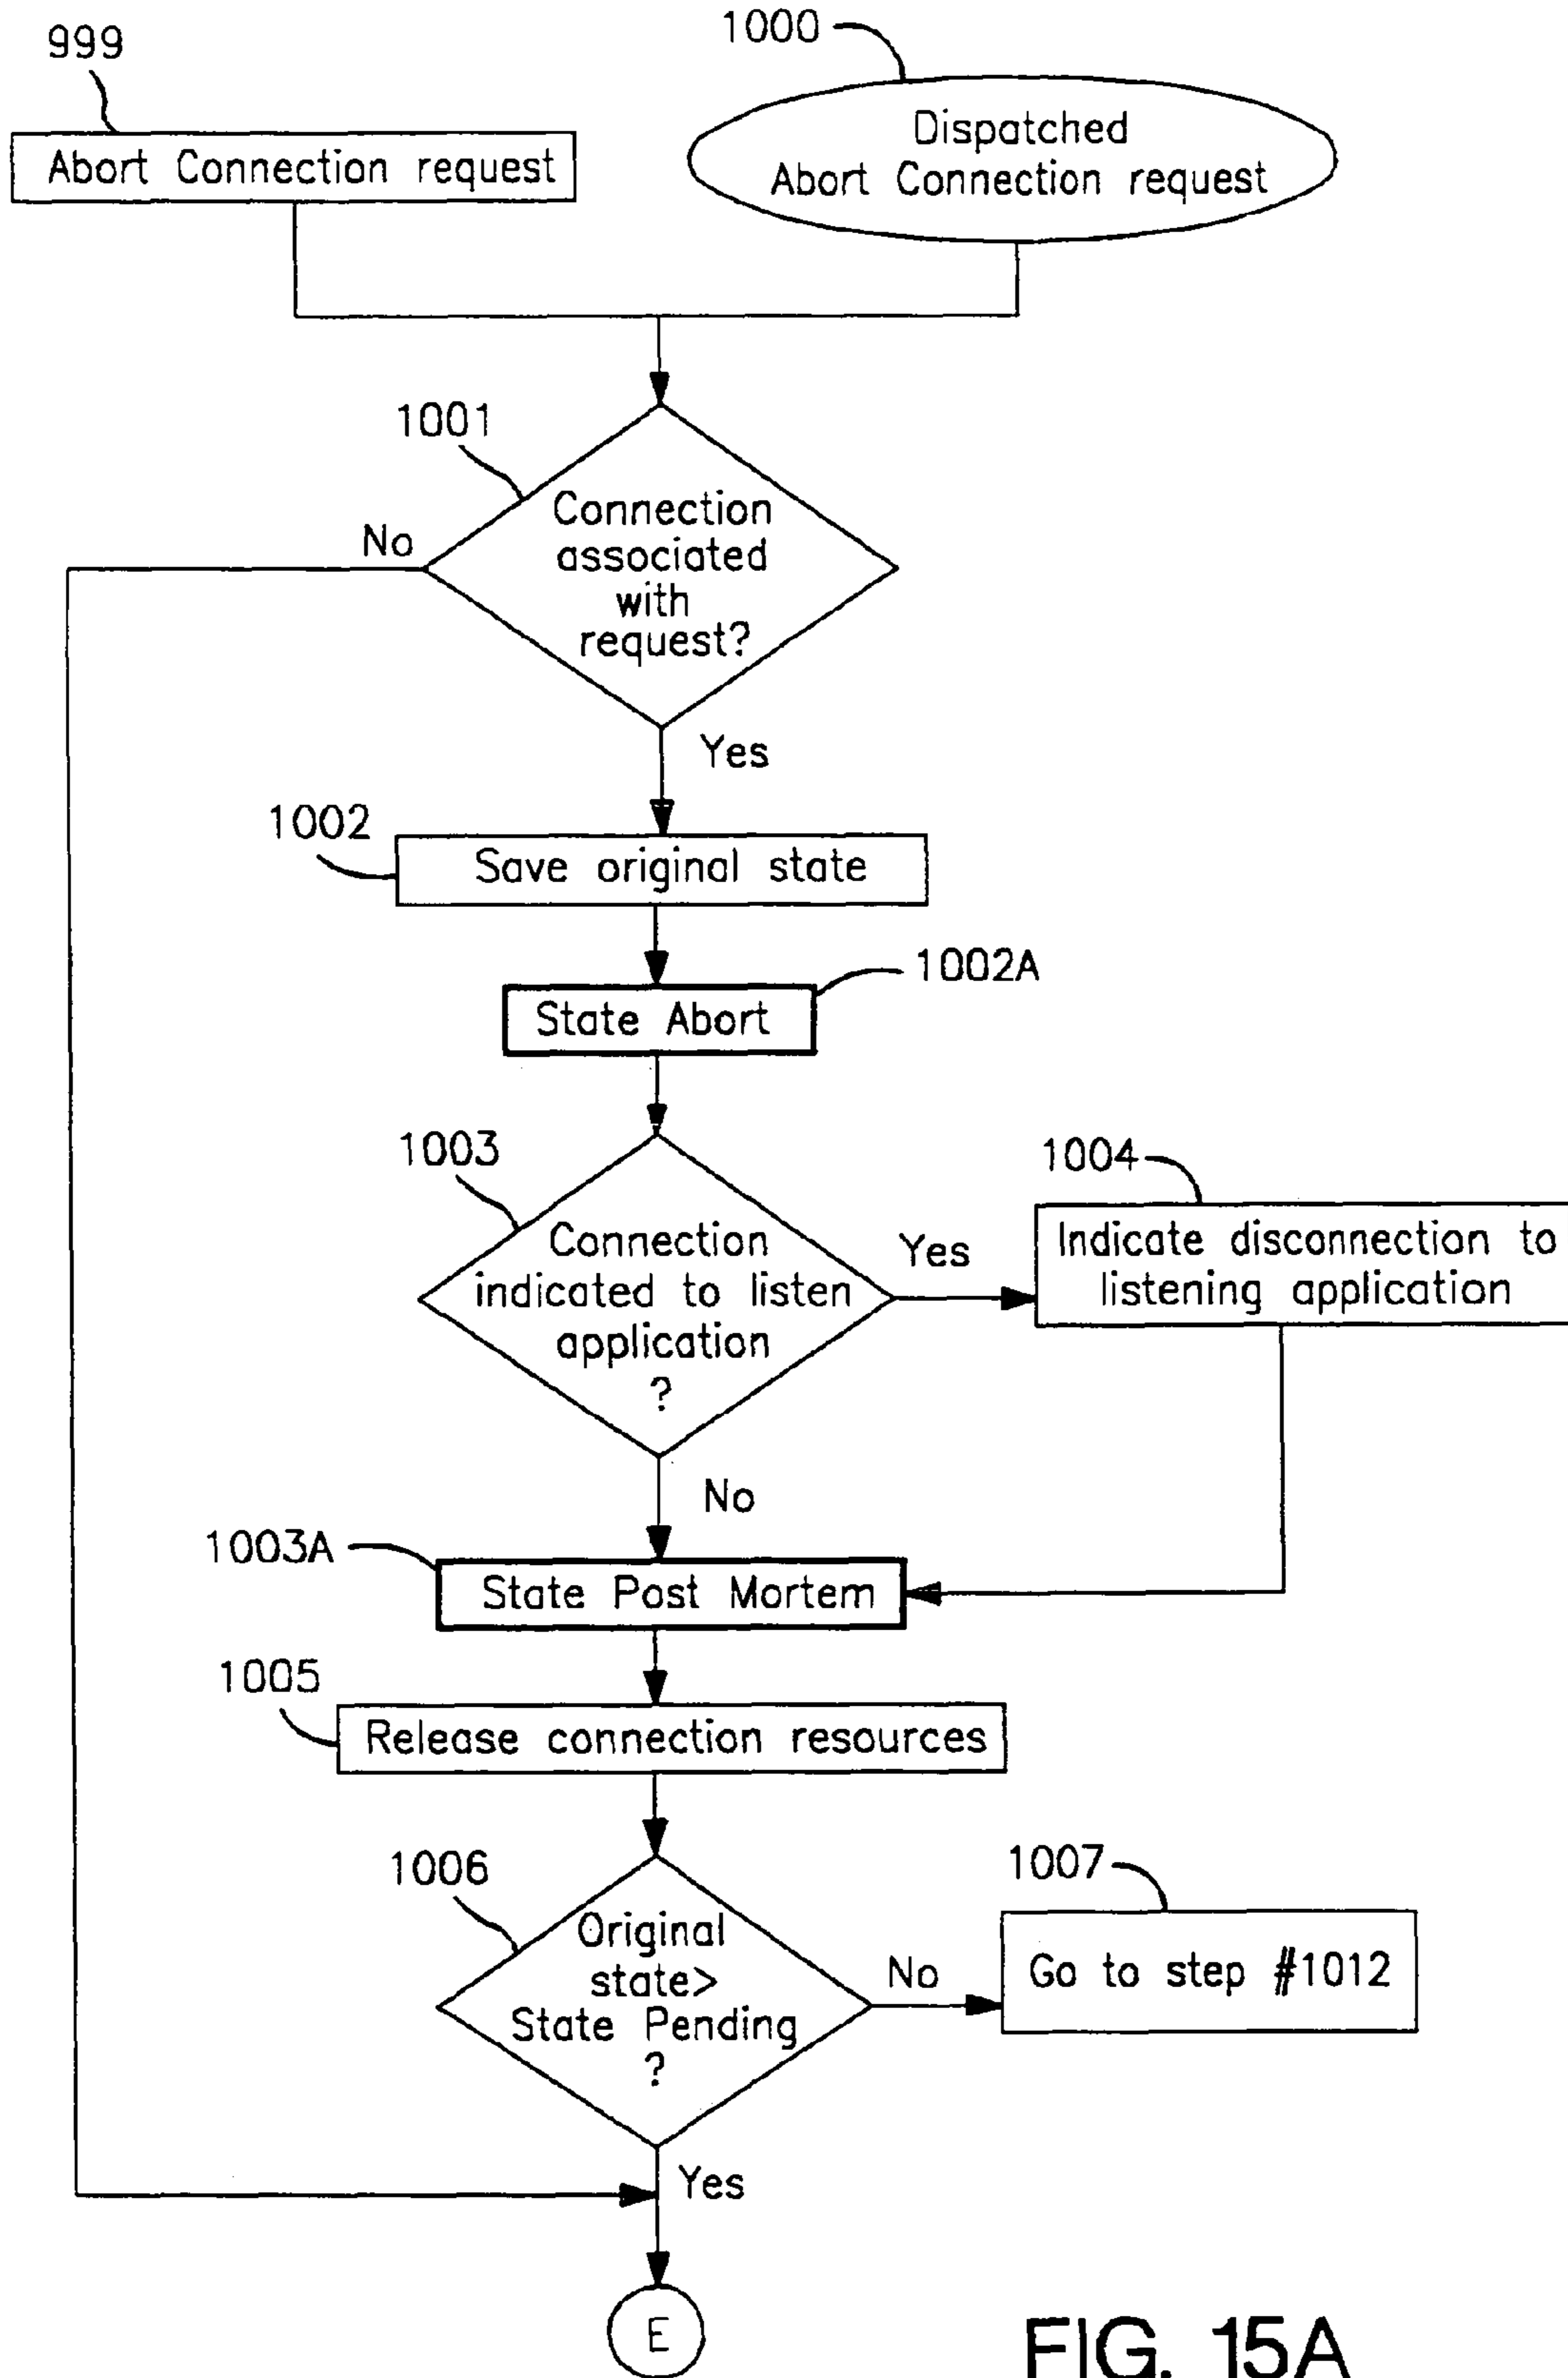 999
1000
Abort Connection request
Dispatched
Abort Connection request
1001
Connection
associated
with
request?
No
Yes
1002
Save original state
1002A
State Abort
1003
Connection
indicated to listen
application
?
Yes
1004
Indicate disconnection to
listening application
No
1003A
State Post Mortem
1005
Release connection resources
1006
Original
state>
State Pending
?
No
1007
Go to step #1012
Yes
E
FIG. 15A